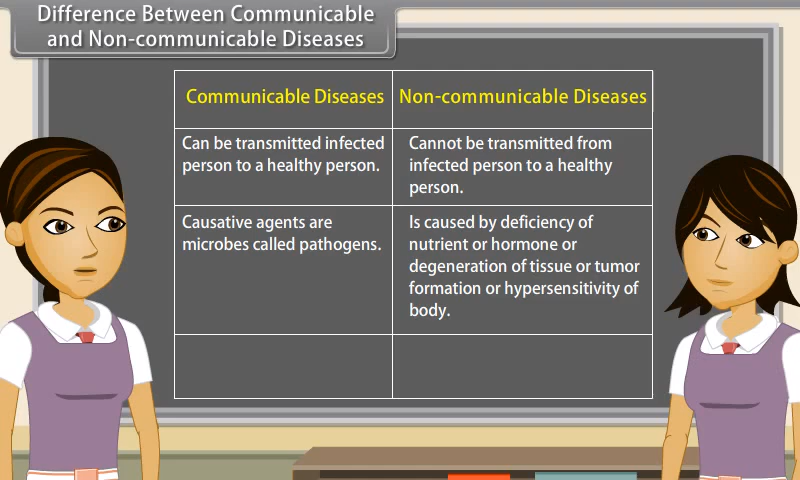 Difference Between Communicable
and Non-communicable Diseases
Communicable Diseases
Non-communicable Diseases
Can be transmitted infected
person to a healthy person.
Cannot be transmitted from
infected person to a healthy
person.
Causative agents are
microbes called pathogens.
Is caused by deficiency of
nutrient or hormone or
degeneration of tissue or tumor
formation or hypersensitivity of
body.